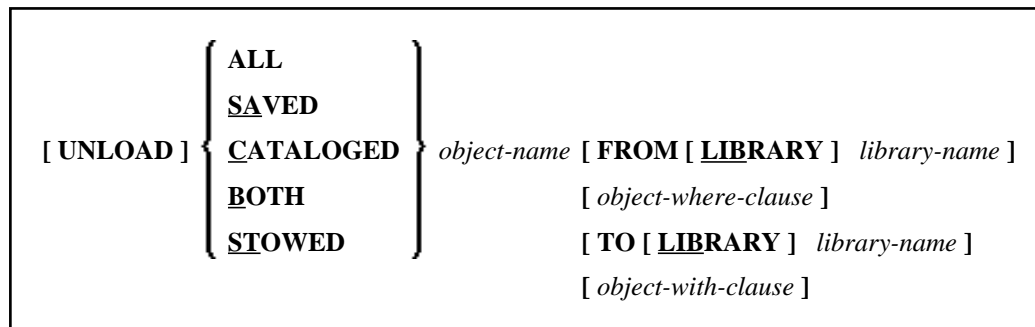 ALL
SAVED
[ UNLOAD ] { CATALOGED } object-name [ FROM [ LIBRARY ] library-name ]
BOTH [ object-where-clause ]
STOWED [ TO [ LIBRARY ] library-name ]
[ object-with-clause ]